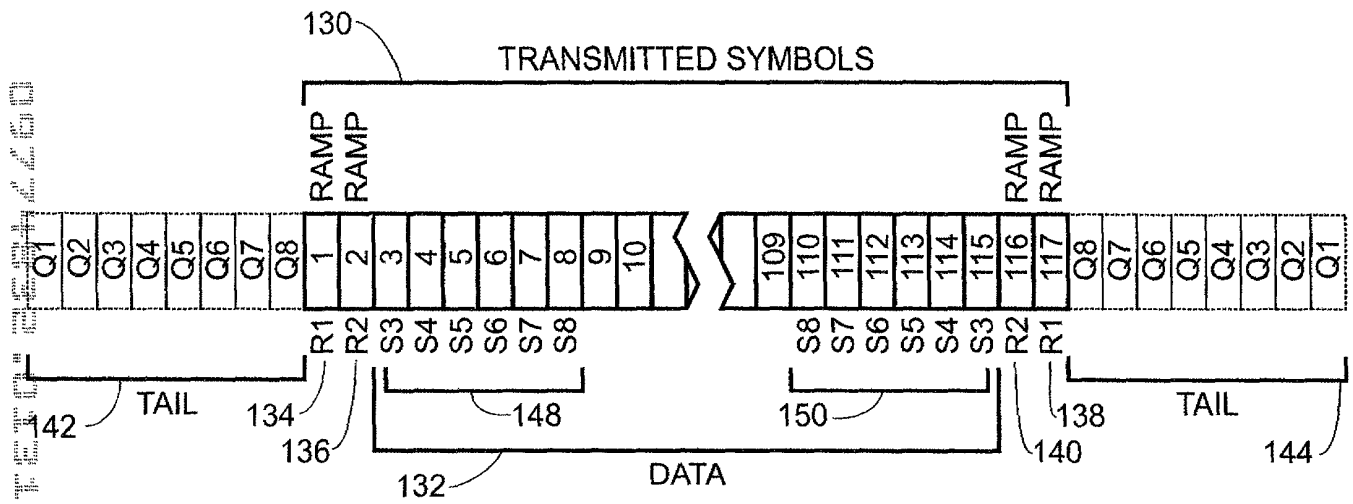 130
TRANSMITTED SYMBOLS
RAMP RAMP RAMP RAMP
Q1 Q2 Q3 Q4 Q5 Q6 Q7 Q8 1 2 3 4 5 6 7 8 9 10 109 110 111 112 113 114 115 116 117 Q8 Q7 Q6 Q5 Q4 Q3 Q2 Q1
R1 R2 S3 S4 S5 S6 S7 S8 S8 S7 S6 S5 S4 S3 R2 R1
142 TAIL 134 148 150 138 TAIL
136 140 144
132 DATA